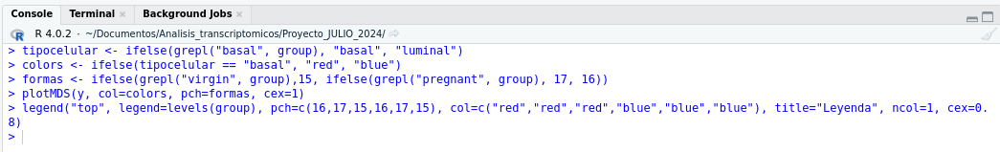 Console Terminal × Background Jobs ×
R 4.0.2 · ~/Documentos/Analisis_transcriptomicos/Proyecto_JULIO_2024/
> tipocelular <- ifelse(grepl("basal", group), "basal", "luminal")
> colors <- ifelse(tipocelular == "basal", "red", "blue")
> formas <- ifelse(grepl("virgin", group),15, ifelse(grepl("pregnant", group), 17, 16))
> plotMDS(y, col=colors, pch=formas, cex=1)
> legend("top", legend=levels(group), pch=c(16,17,15,16,17,15), col=c("red","red","red","blue","blue","blue"), title="Leyenda", ncol=1, cex=0.
8)
>